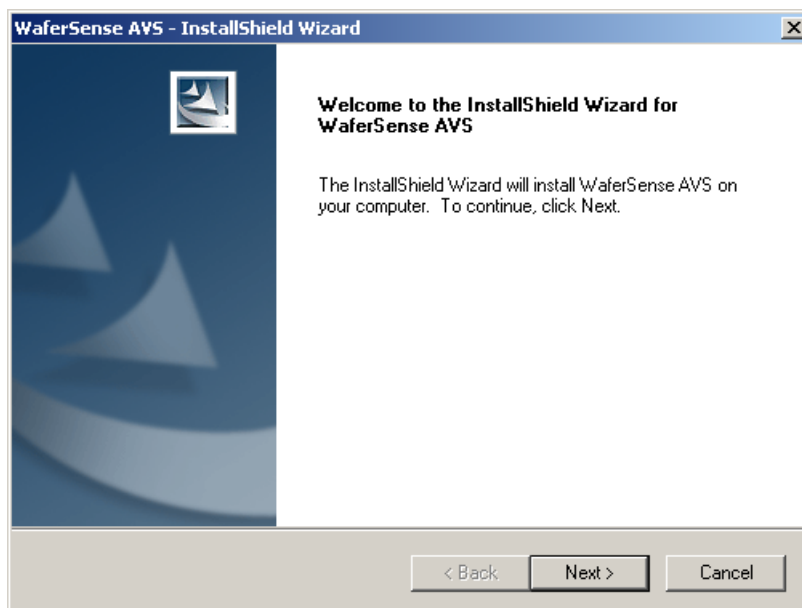 WaferSense AVS - InstallShield Wizard
Welcome to the InstallShield Wizard for
WaferSense AVS
The InstallShield Wizard will install WaferSense AVS on
your computer.  To continue, click Next.
< Back
Next >
Cancel